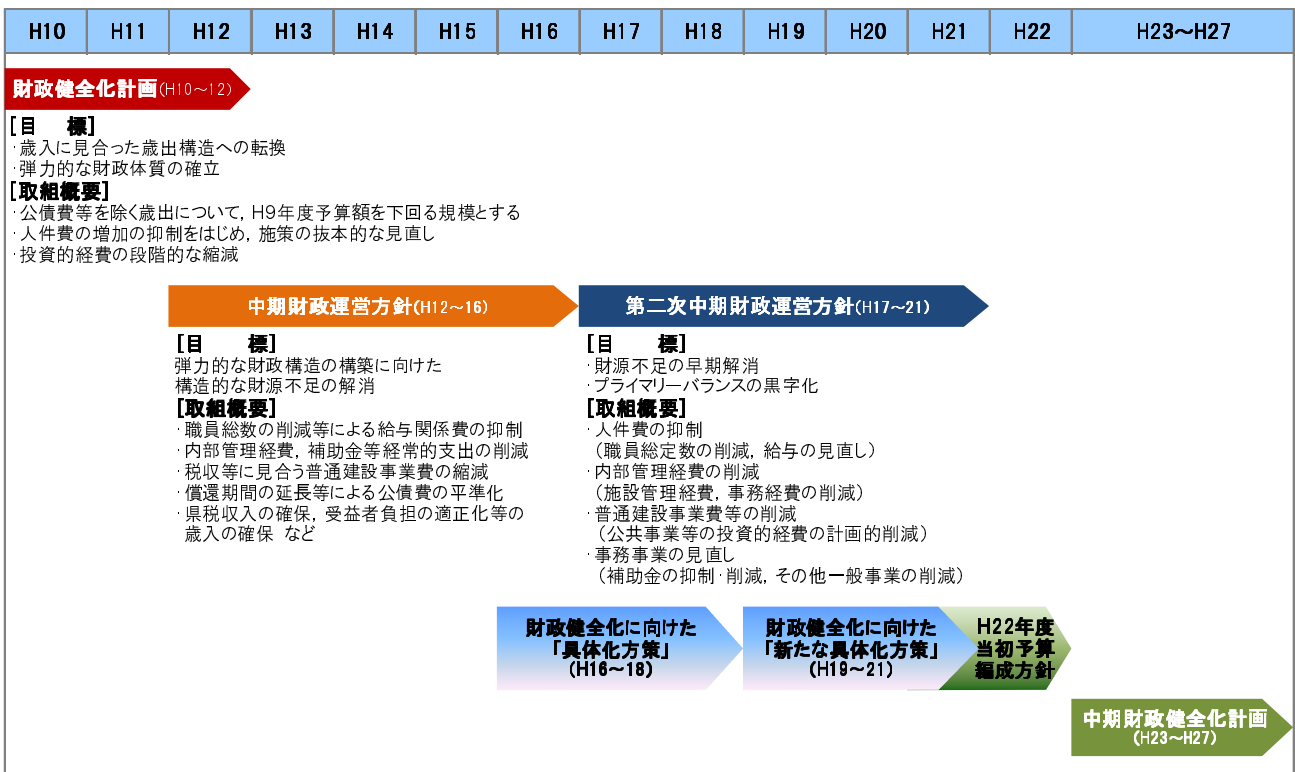 H10 H11 H12 H13 H14 H15 H16 H17 H18 H19 H20 H21 H22 H23～H27
財政健全化計画(H10～12)
[目　標]
･歳入に見合った歳出構造への転換
･弾力的な財政体質の確立
[取組概要]
･公債費等を除く歳出について，H9年度予算額を下回る規模とする
･人件費の増加の抑制をはじめ，施策の抜本的な見直し
･投資的経費の段階的な縮減
中期財政運営方針(H12～16)
[目　　標]
弾力的な財政構造の構築に向けた
構造的な財源不足の解消
[取組概要]
･職員総数の削減等による給与関係費の抑制
･内部管理経費，補助金等経常的支出の削減
･税収等に見合う普通建設事業費の縮減
･償還期間の延長等による公債費の平準化
･県税収入の確保，受益者負担の適正化等の
歳入の確保 など
第二次中期財政運営方針(H17～21)
[目　　標]
･財源不足の早期解消
･プライマリーバランスの黒字化
[取組概要]
･人件費の抑制
（職員総定数の削減，給与の見直し）
･内部管理経費の削減
（施設管理経費，事務経費の削減）
･普通建設事業費等の削減
（公共事業等の投資的経費の計画的削減）
･事務事業の見直し
（補助金の抑制･削減，その他一般事業の削減）
財政健全化に向けた
「具体化方策」
(H16～18)
財政健全化に向けた
「新たな具体化方策」
(H19～21)
H22年度
当初予算
編成方針
中期財政健全化計画
(H23～H27)